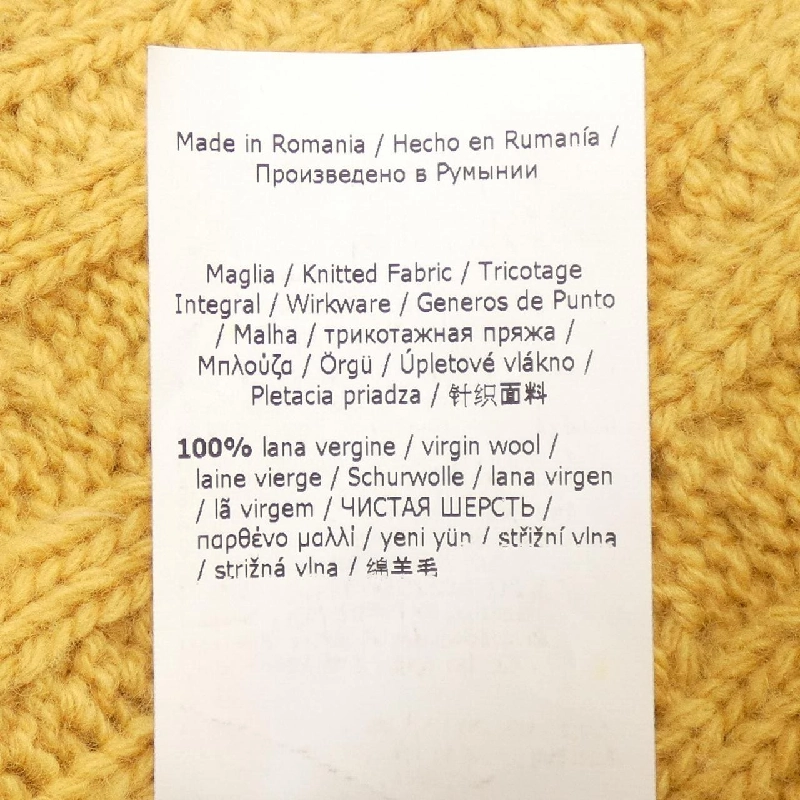 Made in Romania / Hecho en Rumanía /
Произведено в Румынии
Maglia / Knitted Fabric / Tricotage
Integral / Wirkware / Generos de Punto
/ Malha / трикотажная пряжа /
Μπλούζα / Örgü / Úpletové vlákno /
Pletacia priadza / 针织面料
100% lana vergine / virgin wool /
laine vierge / Schurwolle / lana virgen
/ lã virgem / ЧИСТАЯ ШЕРСТЬ /
παρθένο μαλλί / yeni yün / střižní vlna
/ strižná vlna / 绵羊毛